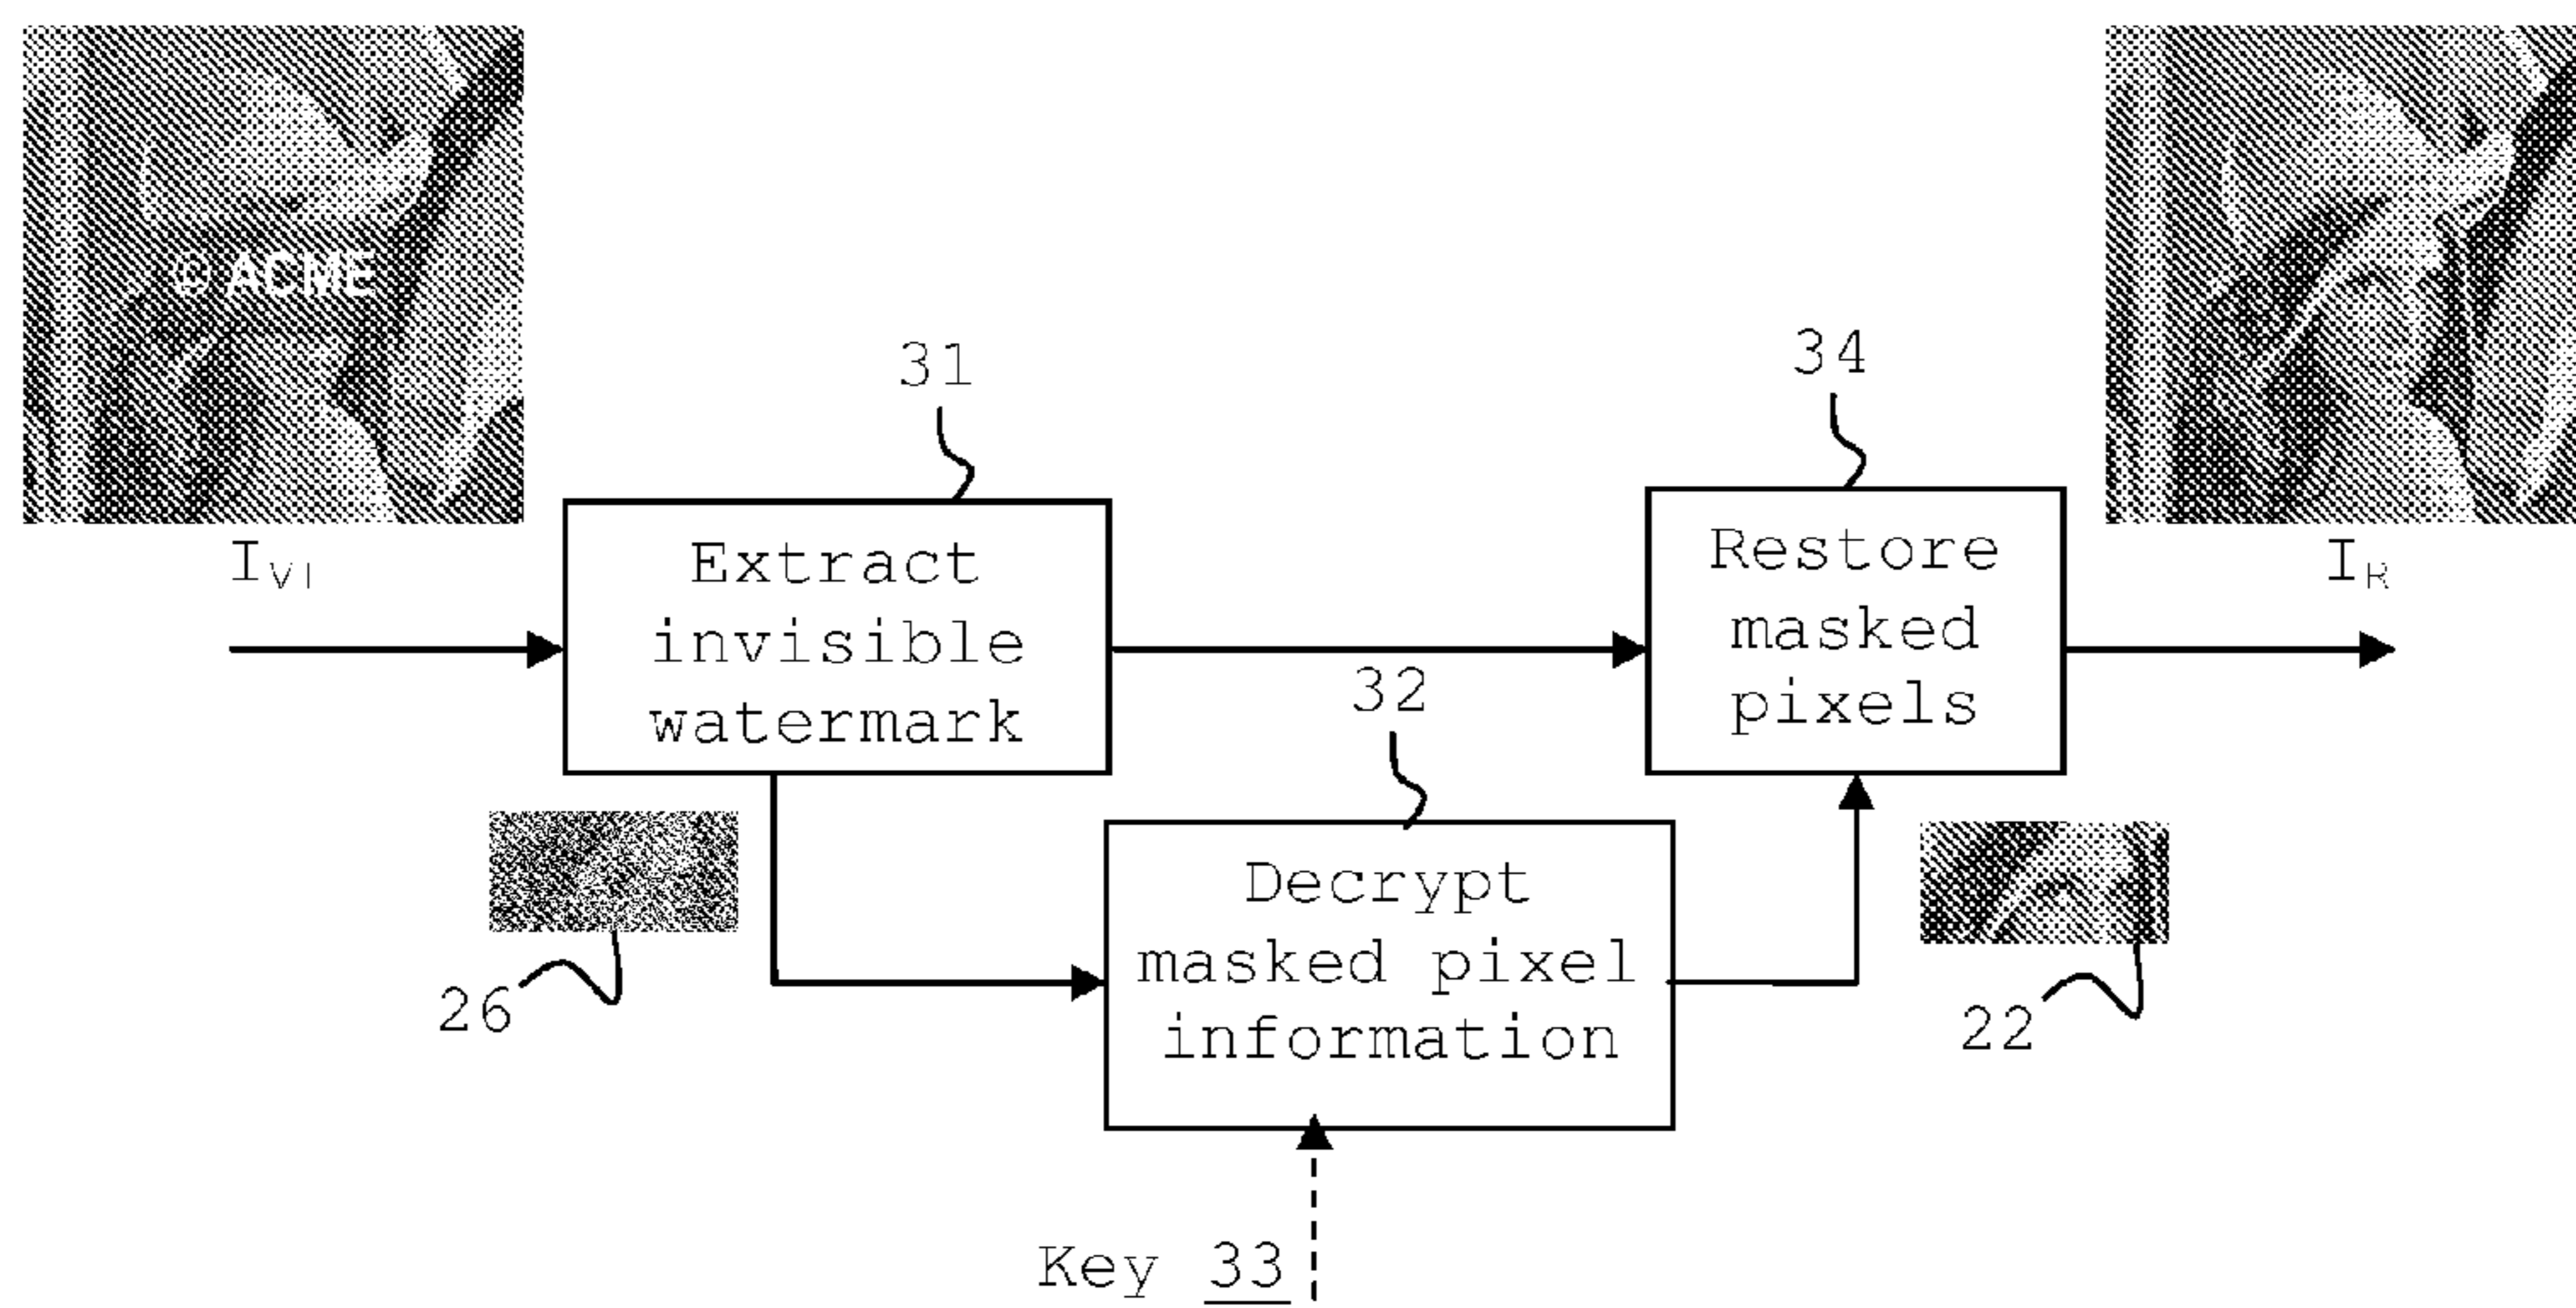 © ACME
31
34
I_VI
Extract
invisible
watermark
Restore
masked
pixels
I_R
32
26
Decrypt
masked pixel
information
22
Key 33